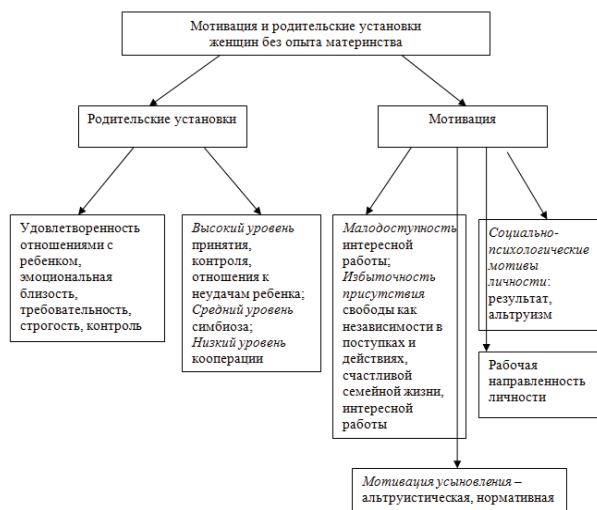 Мотивация и родительские установки
женщин без опыта материнства
Родительские установки
Мотивация
Удовлетворенность
отношениями с
ребенком,
эмоциональная
близость,
требовательность,
строгость, контроль
Высокий уровень
принятия,
контроля,
отношения к
неудачам ребенка;
Средний уровень
симбиоза;
Низкий уровень
кооперации
Малодоступность
интересной
работы;
Избыточность
присутствия
свободы как
независимости в
поступках и
действиях,
счастливой
семейной жизни,
интересной
работы
Социально-
психологические
мотивы
личности:
результат,
альтруизм
Рабочая
направленность
личности
Мотивация усыновления –
альтруистическая, нормативная